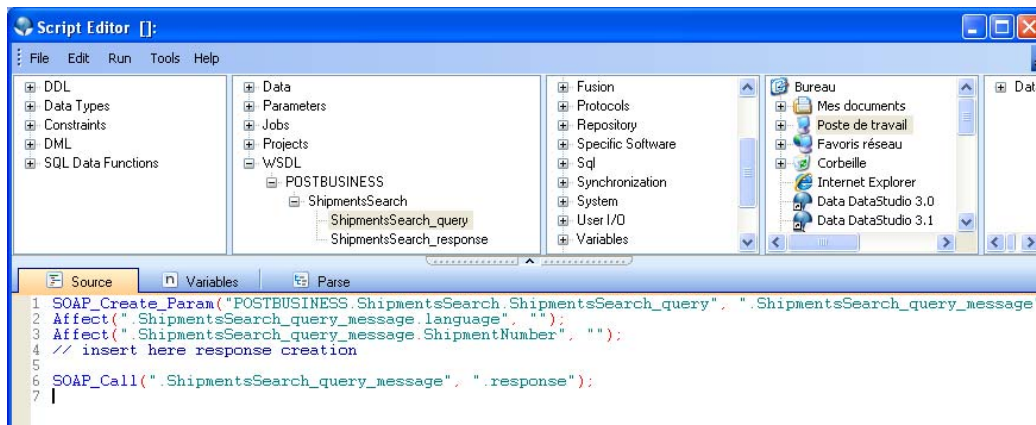 Script Editor []:
File Edit Run Tools Help
DDL
Data Types
Constraints
DML
SQL Data Functions
Data
Parameters
Jobs
Projects
WSDL
POSTBUSINESS
ShipmentsSearch
ShipmentsSearch_query
ShipmentsSearch_response
Fusion
Protocols
Repository
Specific Software
Sql
Synchronization
System
User I/O
Variables
Bureau
Mes documents
Poste de travail
Favoris réseau
Corbeille
Internet Explorer
Data DataStudio 3.0
Data DataStudio 3.1
Dat
Source Variables Parse
1 SOAP_Create_Param("POSTBUSINESS.ShipmentsSearch.ShipmentsSearch_query", ".ShipmentsSearch_query_message
2 Affect(".ShipmentsSearch_query_message.language", "");
3 Affect(".ShipmentsSearch_query_message.ShipmentNumber", "");
4 // insert here response creation
5
6 SOAP_Call(".ShipmentsSearch_query_message", ".response");
7